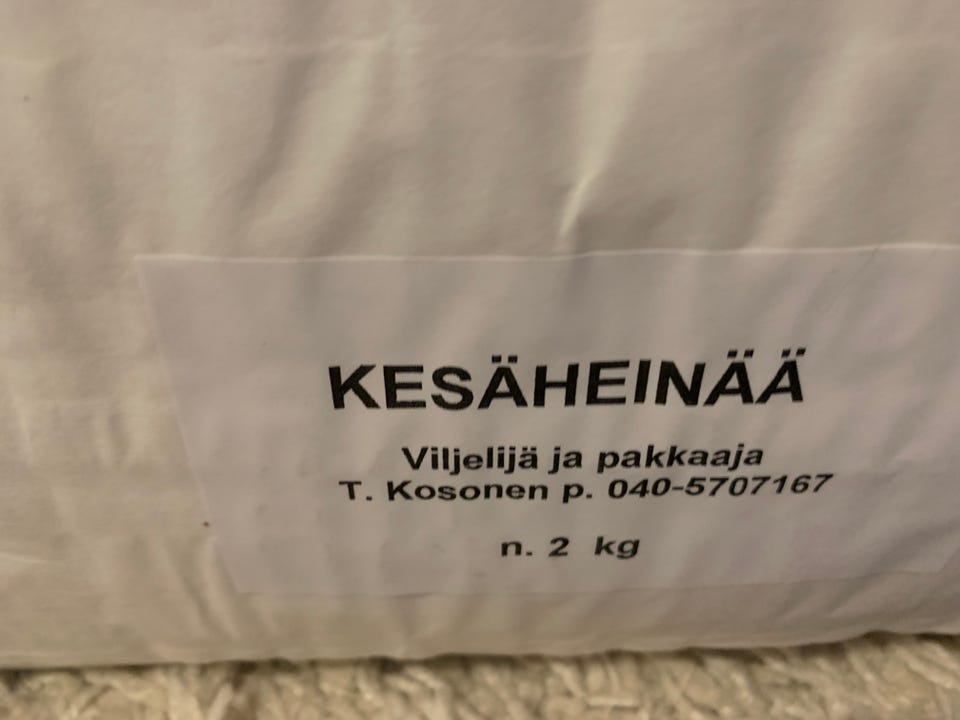 KESÄHEINÄÄ
Viljelijä ja pakkaaja
T. Kosonen p. 040-5707167
n. 2 kg